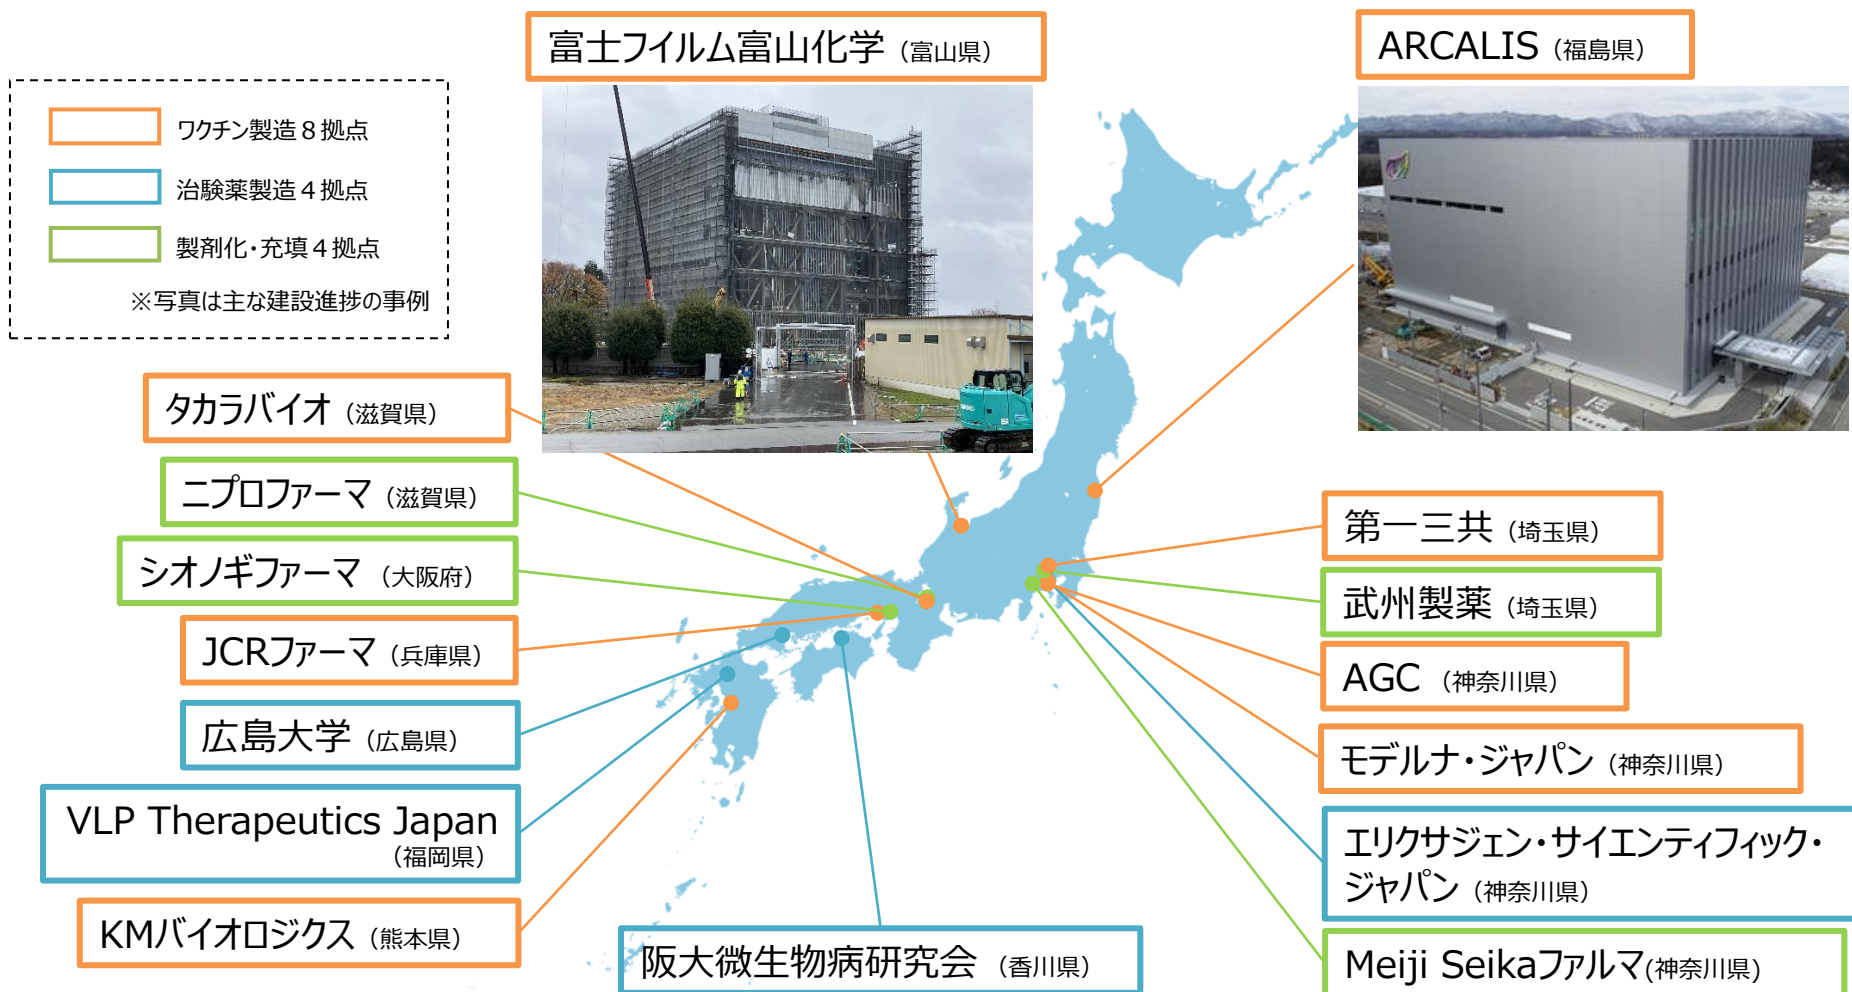 富士フイルム富山化学（富山県）
ARCALIS（福島県）
ワクチン製造８拠点
治験薬製造４拠点
製剤化・充填４拠点
※写真は主な建設進捗の事例
タカラバイオ（滋賀県）
ニプロファーマ（滋賀県）
シオノギファーマ（大阪府）
JCRファーマ（兵庫県）
広島大学（広島県）
VLP Therapeutics Japan
（福岡県）
KMバイオロジクス（熊本県）
阪大微生物病研究会（香川県）
第一三共（埼玉県）
武州製薬（埼玉県）
AGC（神奈川県）
モデルナ・ジャパン（神奈川県）
エリクサジェン・サイエンティフィック・
ジャパン（神奈川県）
Meiji Seikaファルマ(神奈川県)